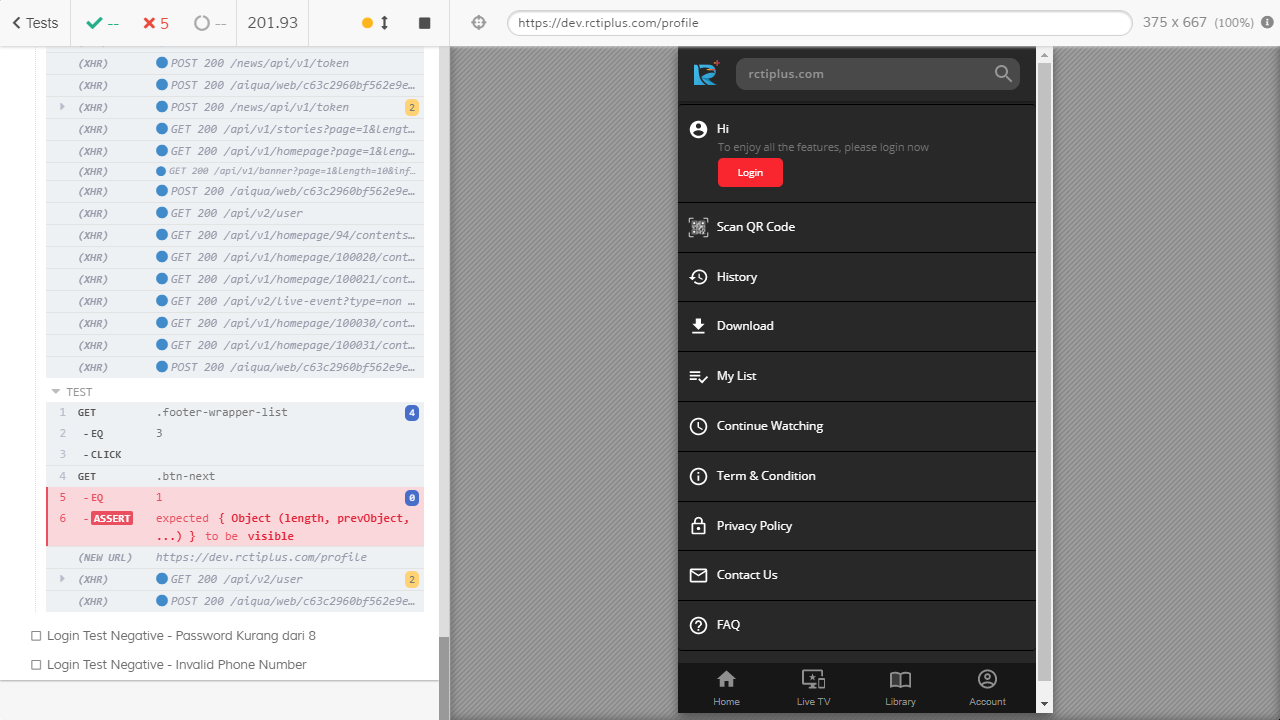 Tests -- 5 -- 201.93
https://dev.rctiplus.com/profile 375 x 667 (100%)
(XHR) POST 200 /news/api/v1/token
(XHR) POST 200 /aiqua/web/c63c2960bf562e9e…
(XHR) POST 200 /news/api/v1/token 2
(XHR) GET 200 /api/v1/stories?page=1&lengt…
(XHR) GET 200 /api/v1/homepage?page=1&leng…
(XHR) GET 200 /api/v1/banner?page=1&length=10&inf…
(XHR) POST 200 /aiqua/web/c63c2960bf562e9e…
(XHR) GET 200 /api/v2/user
(XHR) GET 200 /api/v1/homepage/94/contents…
(XHR) GET 200 /api/v1/homepage/100020/cont…
(XHR) GET 200 /api/v1/homepage/100021/cont…
(XHR) GET 200 /api/v2/live-event?type=non …
(XHR) GET 200 /api/v1/homepage/100030/cont…
(XHR) GET 200 /api/v1/homepage/100031/cont…
(XHR) POST 200 /aiqua/web/c63c2960bf562e9e…
TEST
1 GET .footer-wrapper-list 4
2 -EQ 3
3 -CLICK
4 GET .btn-next
5 -EQ 1 0
6 -ASSERT expected { Object (length, prevObject,
...) } to be visible
(NEW URL) https://dev.rctiplus.com/profile
(XHR) GET 200 /api/v2/user 2
(XHR) POST 200 /aiqua/web/c63c2960bf562e9e…
Login Test Negative - Password Kurang dari 8
Login Test Negative - Invalid Phone Number
rctiplus.com
Hi
To enjoy all the features, please login now
Login
Scan QR Code
History
Download
My List
Continue Watching
Term & Condition
Privacy Policy
Contact Us
FAQ
Home Live TV Library Account